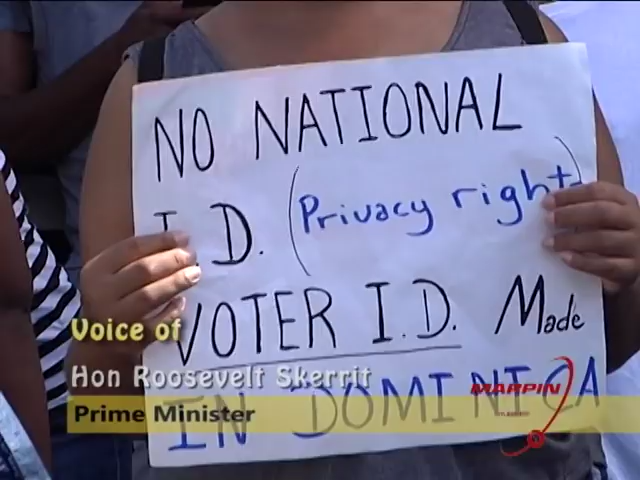 NO NATIONAL
I.D. (Privacy right)
VOTER I.D. Made
IN DOMINICA
Voice of
Hon Roosevelt Skerrit
Prime Minister
MARPIN